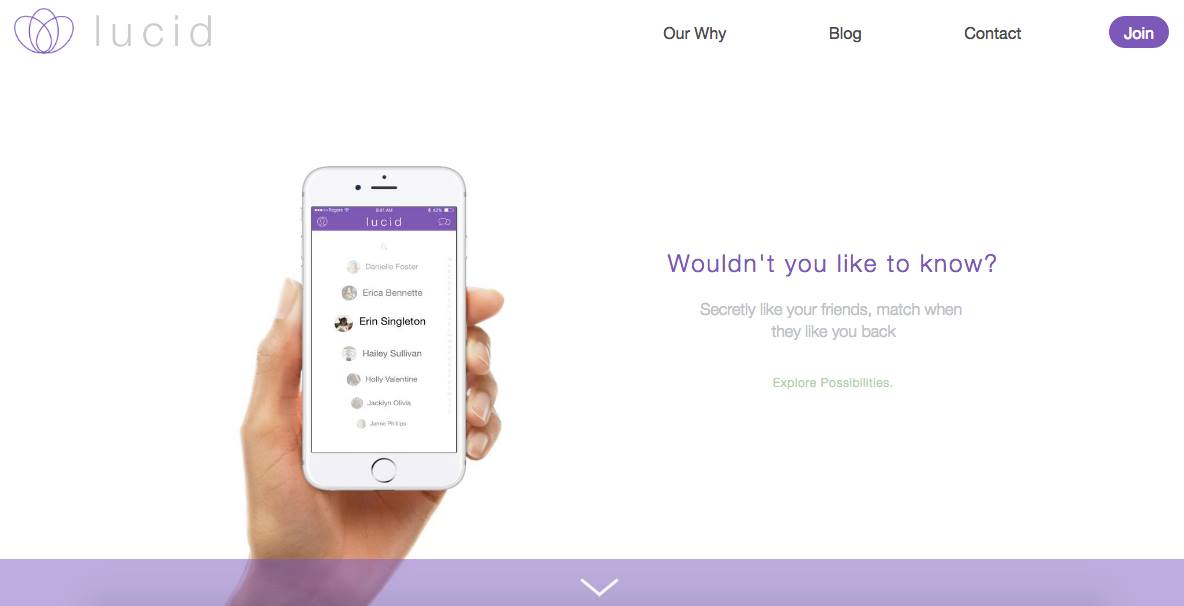 lucid
Our Why
Blog
Contact
Join
Rogers
9:41 AM
42%
lucid
Danielle Foster
Erica Bennette
Erin Singleton
Hailey Sullivan
Holly Valentine
Jacklyn Olivia
Phillips
Wouldn't you like to know?
Secretly like your friends, match when
they like you back
Explore Possibilities.